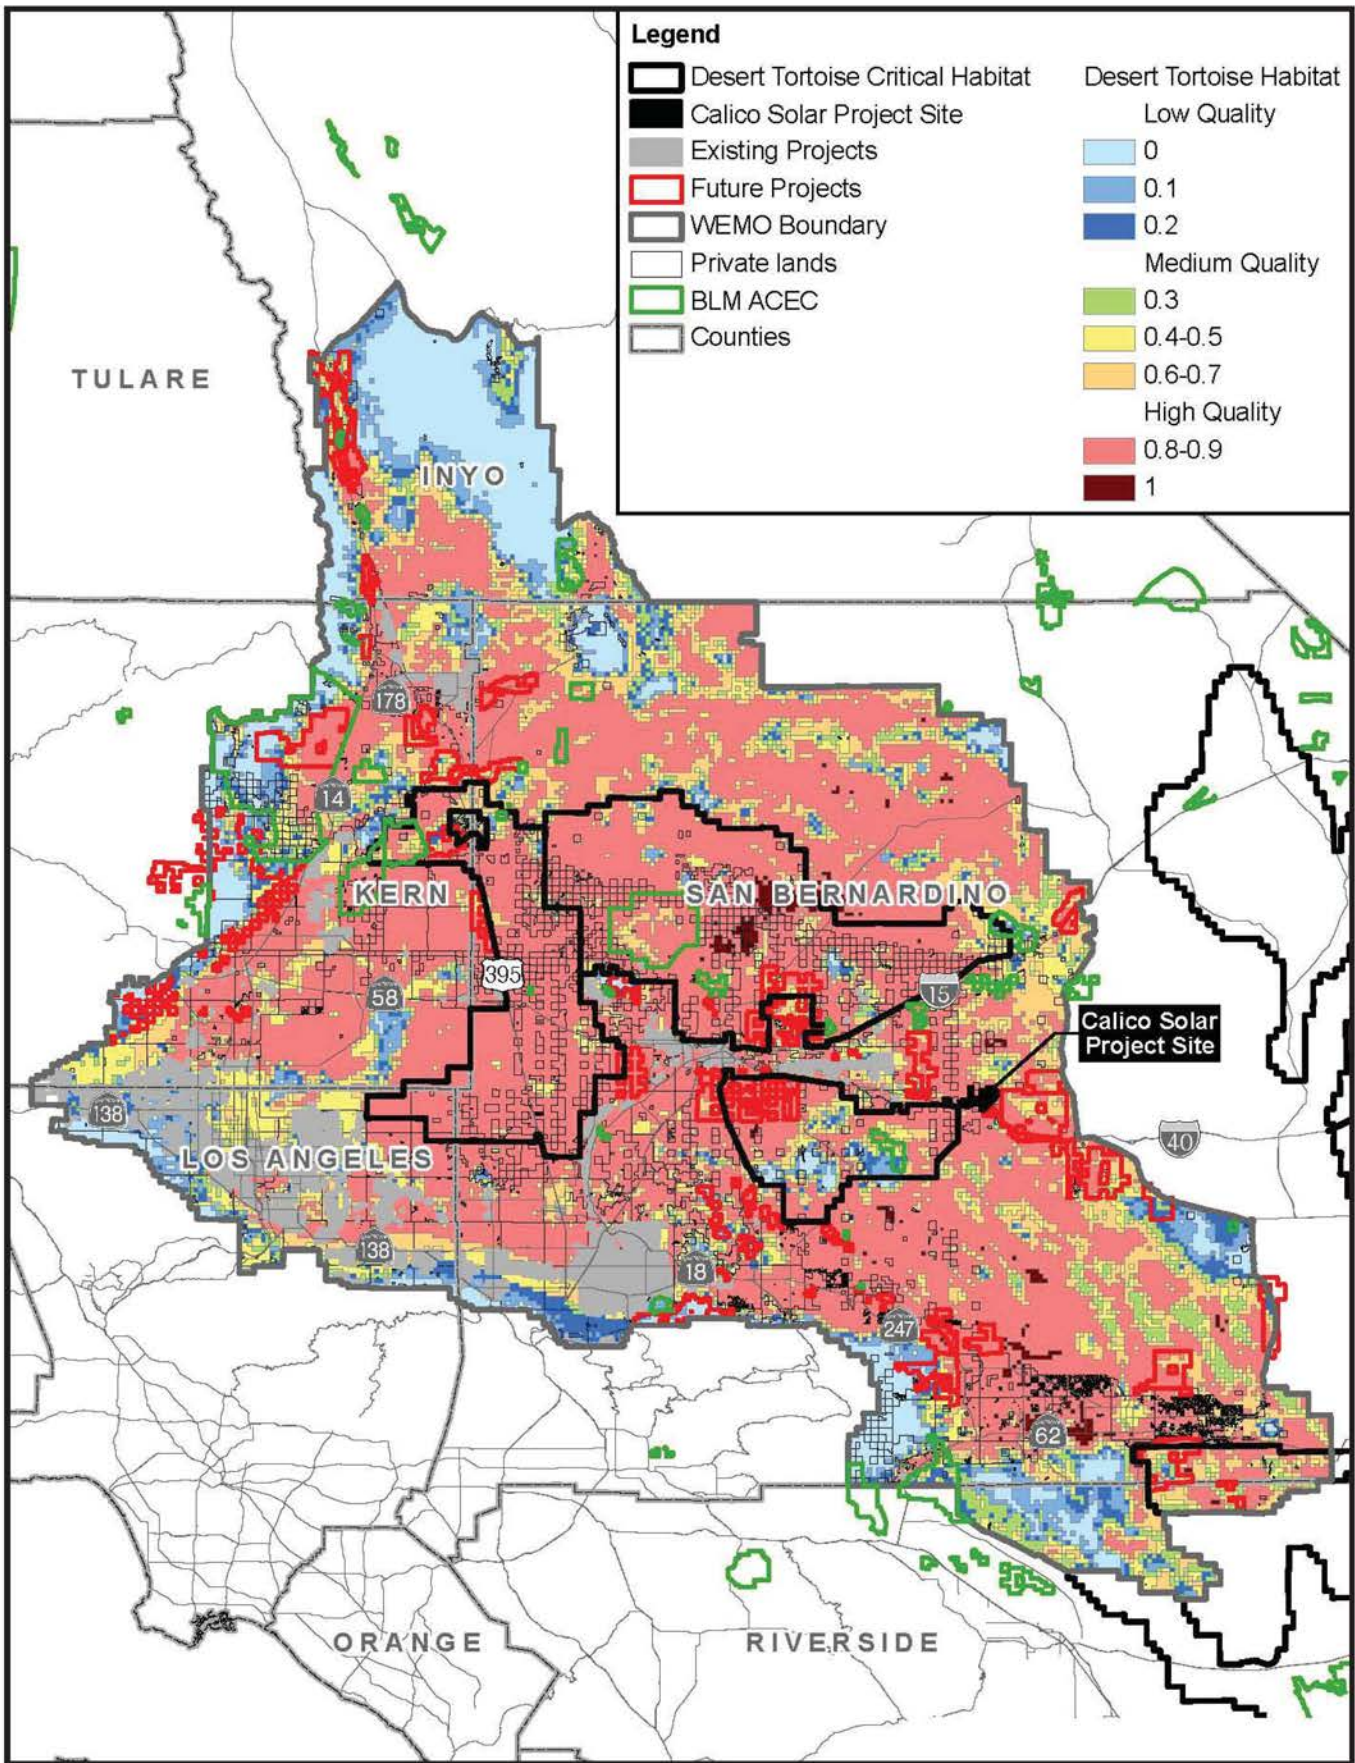 Legend
Desert Tortoise Critical Habitat
Calico Solar Project Site
Existing Projects
Future Projects
WEMO Boundary
Private lands
BLM ACEC
Counties
Desert Tortoise Habitat
Low Quality
0
0.1
0.2
Medium Quality
0.3
0.4-0.5
0.6-0.7
High Quality
0.8-0.9
1
TULARE
INYO
178
14
KERN
SAN BERNARDINO
395
58
15
Calico Solar
Project Site
138
40
LOS ANGELES
138
18
247
62
ORANGE
RIVERSIDE